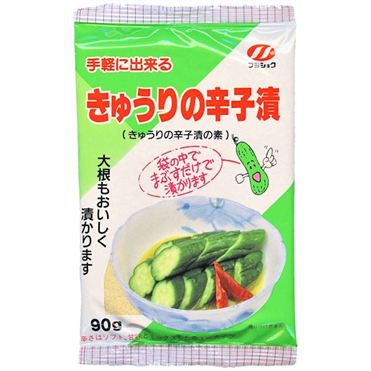 手軽に出来る
フジショク
きゅうりの辛子漬
(きゅうりの辛子漬の素)
袋の中で
まぶすだけで
漬かります
大根もおいしく
漬かります
90g